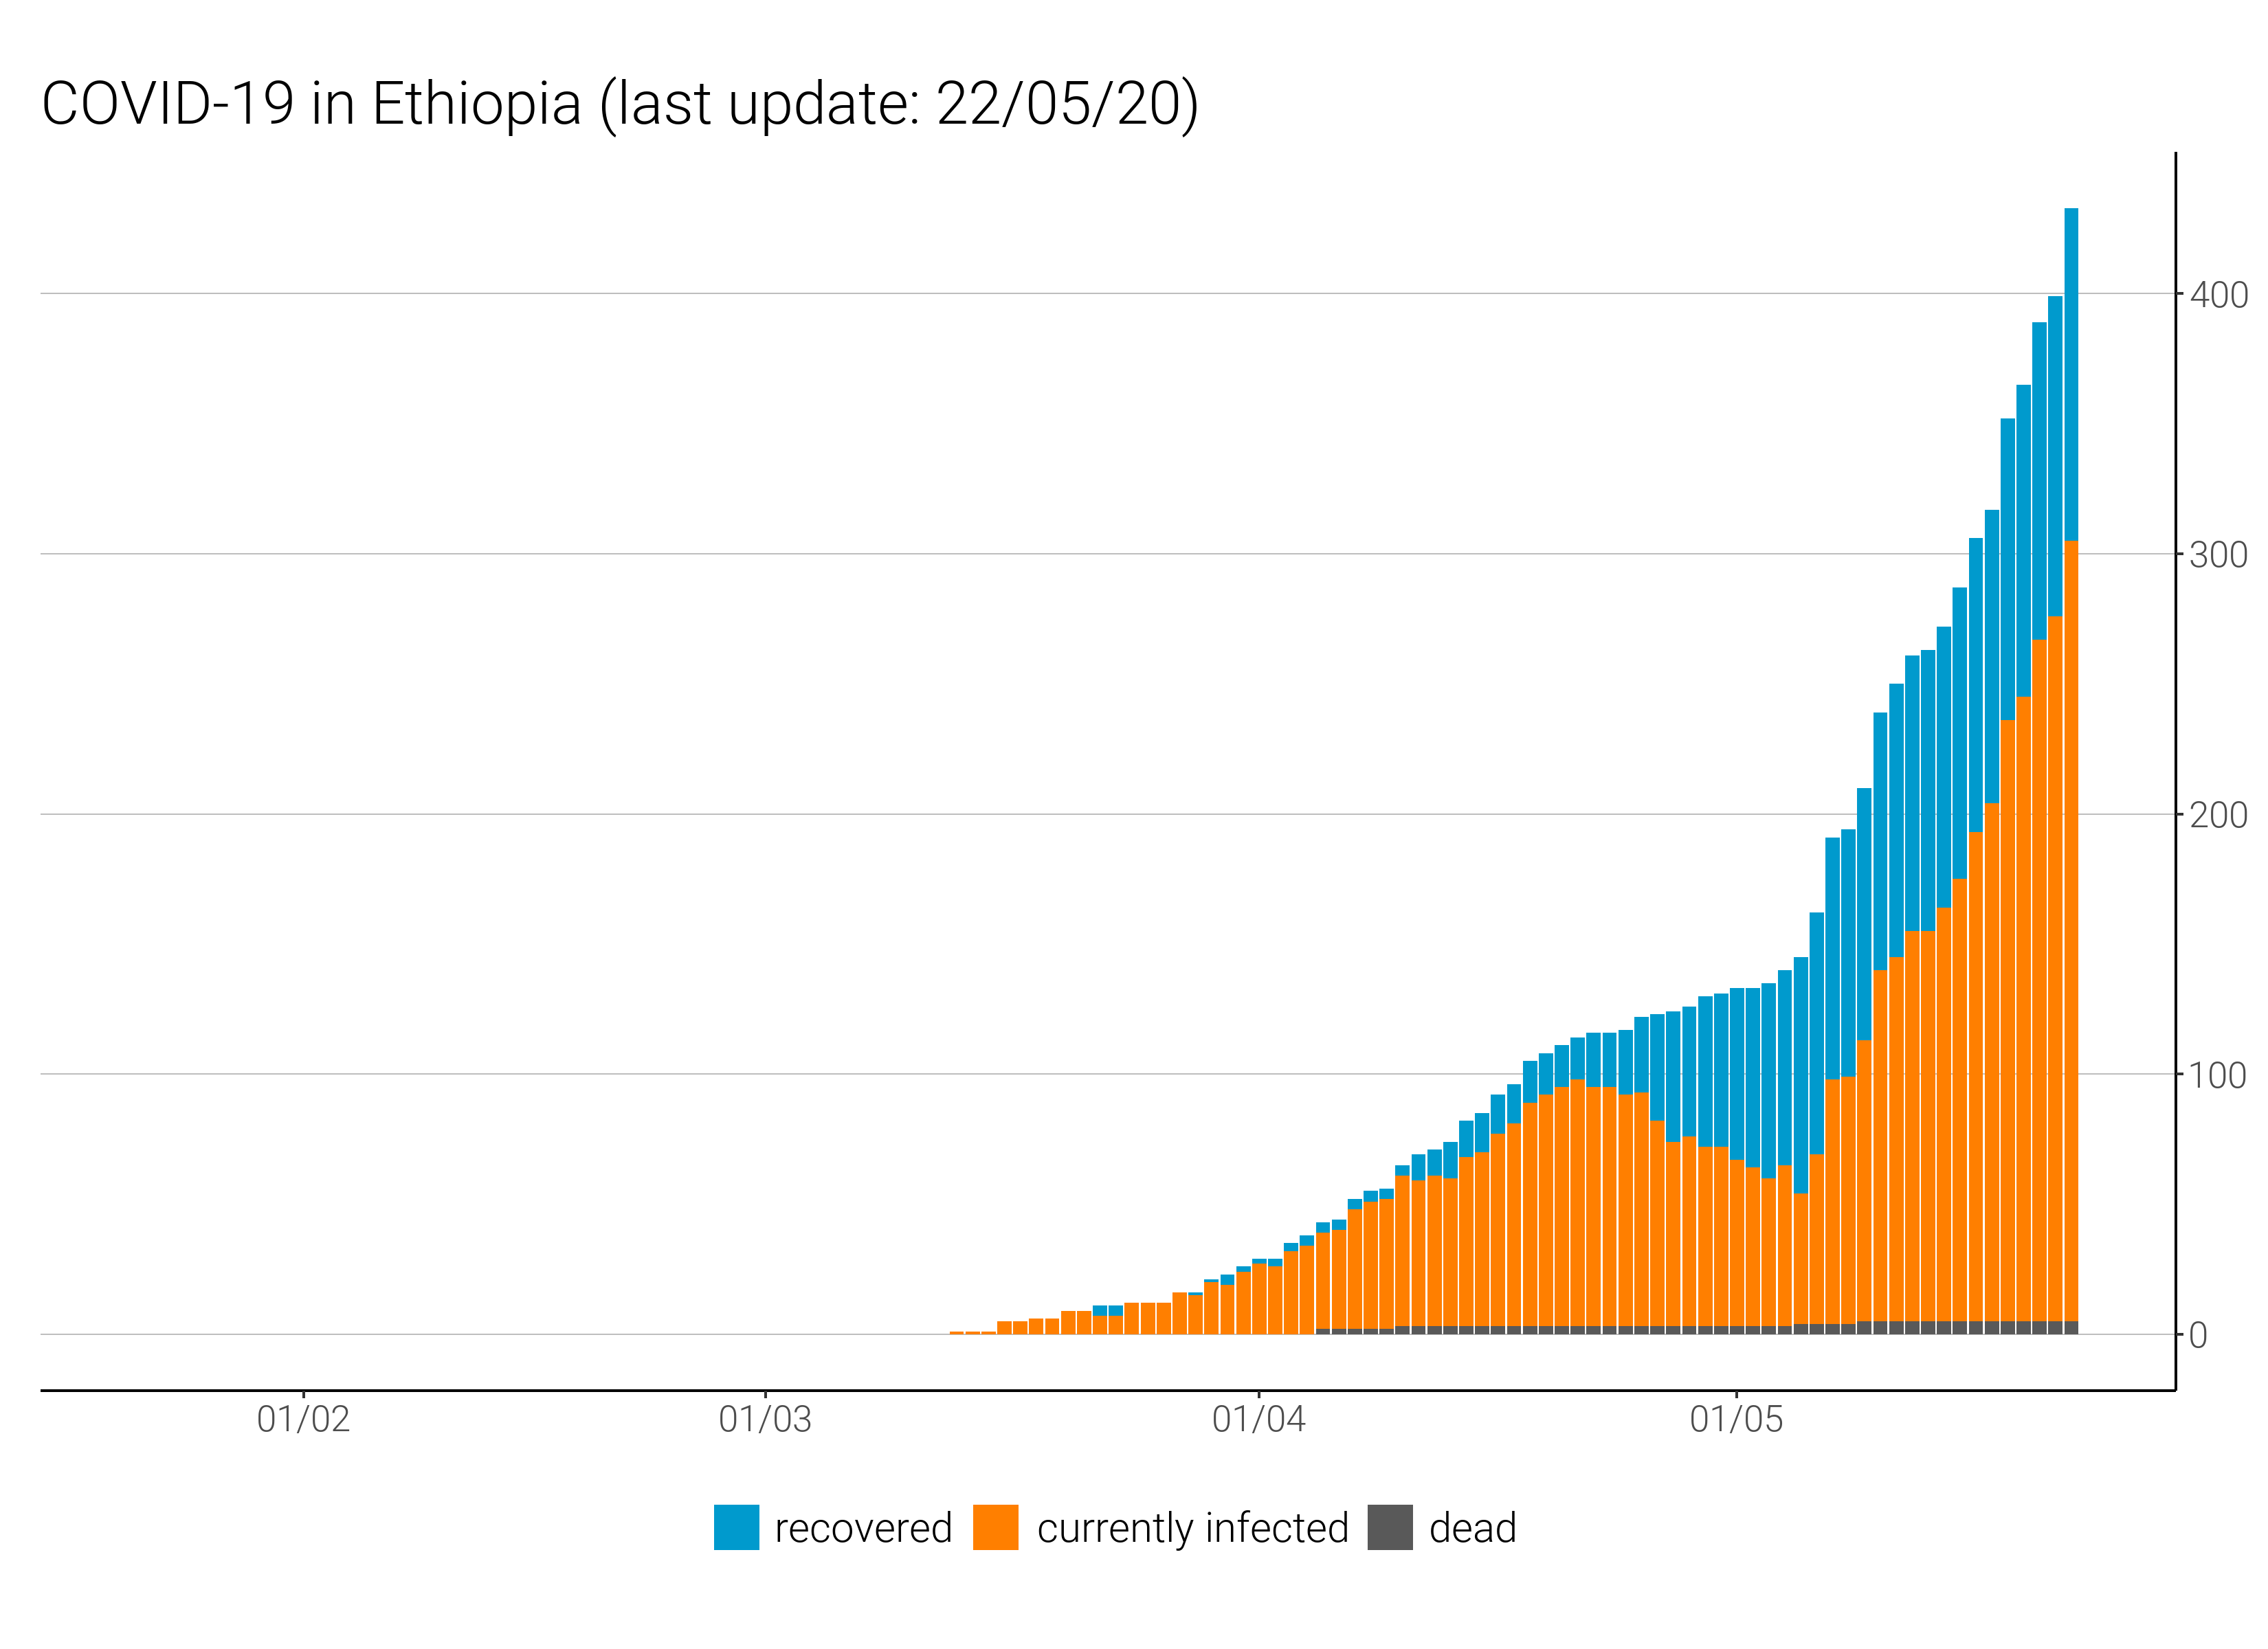 COVID-19 in Ethiopia (last update: 22/05/20)
400
300
200
100
0
01/02 01/03 01/04 01/05
recovered currently infected dead